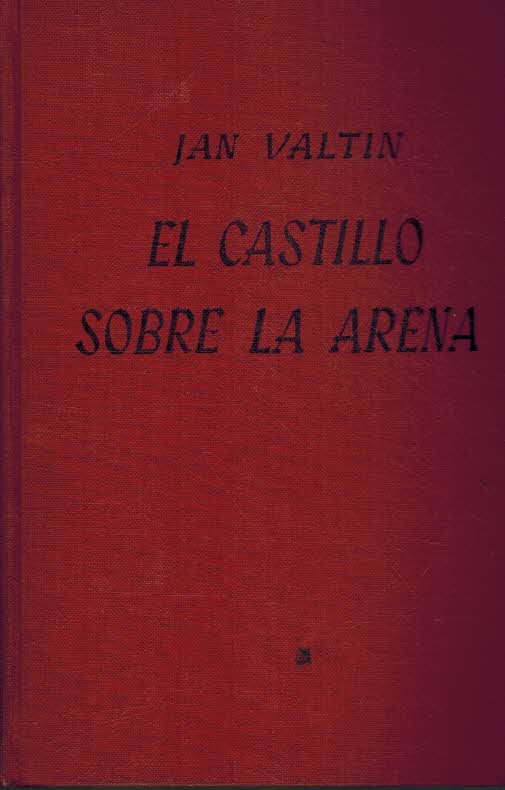 JAN VALTIN
EL CASTILLO
SOBRE LA ARENA